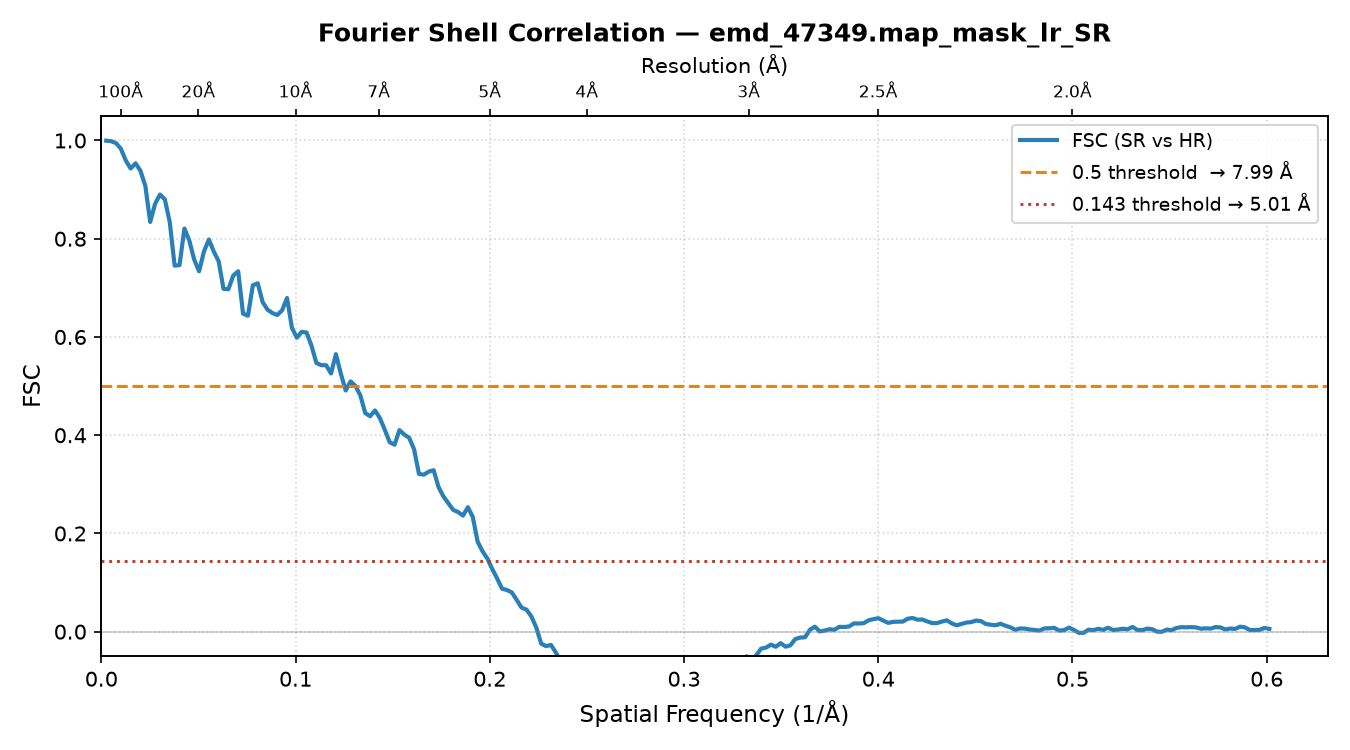 Fourier Shell Correlation — emd_47349.map_mask_lr_SR
Resolution (Å)
100Å 20Å 10Å 7Å 5Å 4Å 3Å 2.5Å 2.0Å
FSC (SR vs HR)
0.5 threshold → 7.99 Å
0.143 threshold → 5.01 Å
1.0
0.8
0.6
0.4
0.2
0.0
FSC
0.0 0.1 0.2 0.3 0.4 0.5 0.6
Spatial Frequency (1/Å)